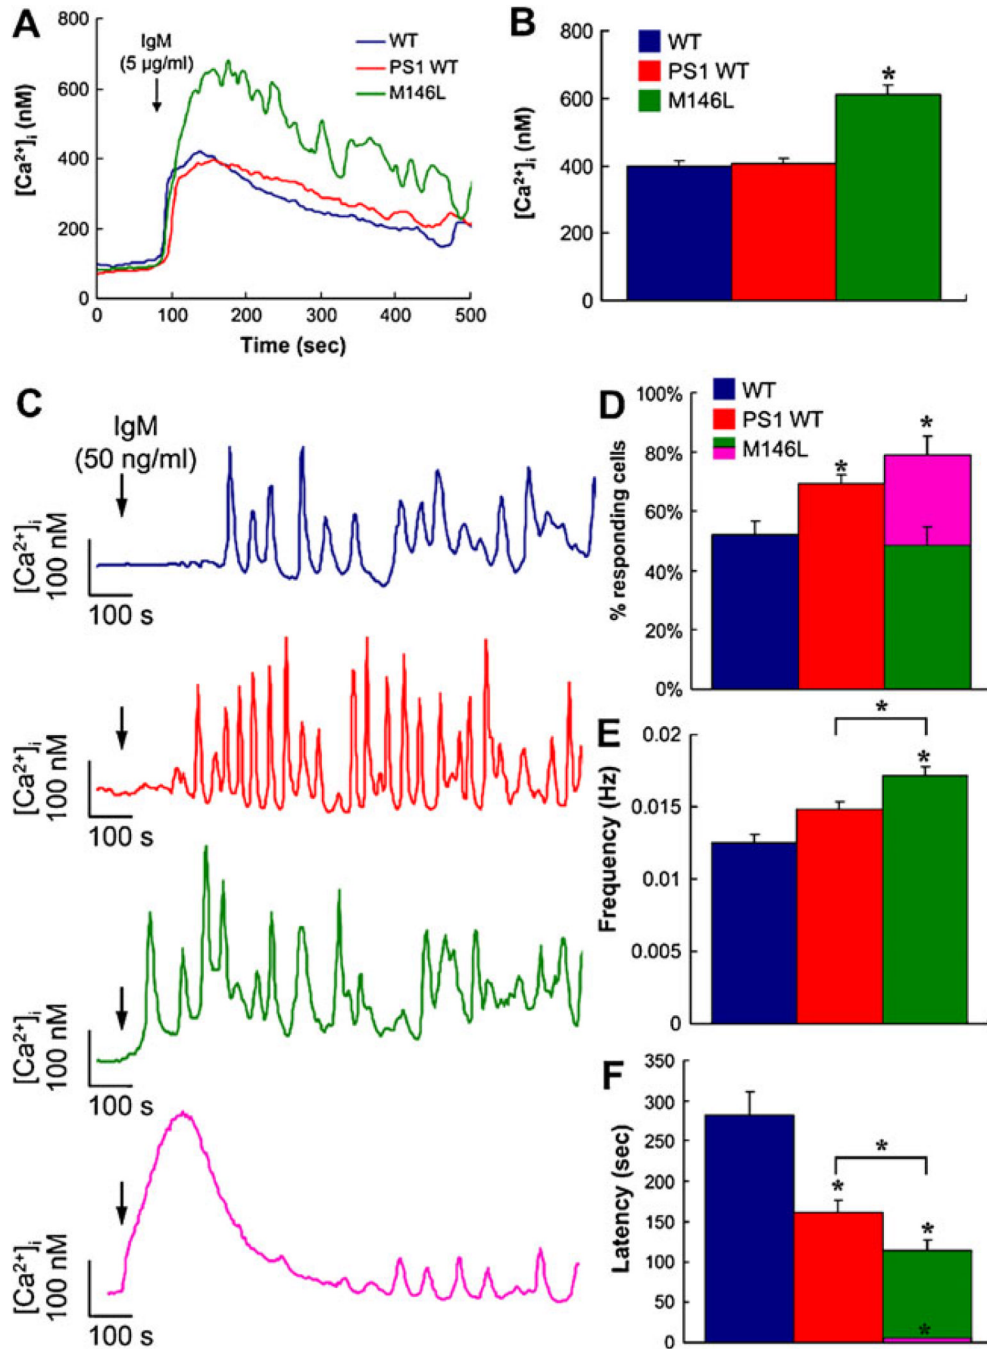 A
IgM
(5 µg/ml)
WT
PS1 WT
M146L
[Ca²⁺]ᵢ (nM)
800
600
400
200
0
0 100 200 300 400 500
Time (sec)
B
WT
PS1 WT
M146L
*
[Ca²⁺]ᵢ (nM)
800
600
400
200
0
C
IgM
(50 ng/ml)
[Ca²⁺]ᵢ
100 nM
100 s
[Ca²⁺]ᵢ
100 nM
100 s
[Ca²⁺]ᵢ
100 nM
100 s
[Ca²⁺]ᵢ
100 nM
100 s
D
WT
PS1 WT
M146L
* *
% responding cells
100%
80%
60%
40%
20%
0%
E
*
*
Frequency (Hz)
0.02
0.015
0.01
0.005
0
F
*
*
*
*
Latency (sec)
350
300
250
200
150
100
50
0